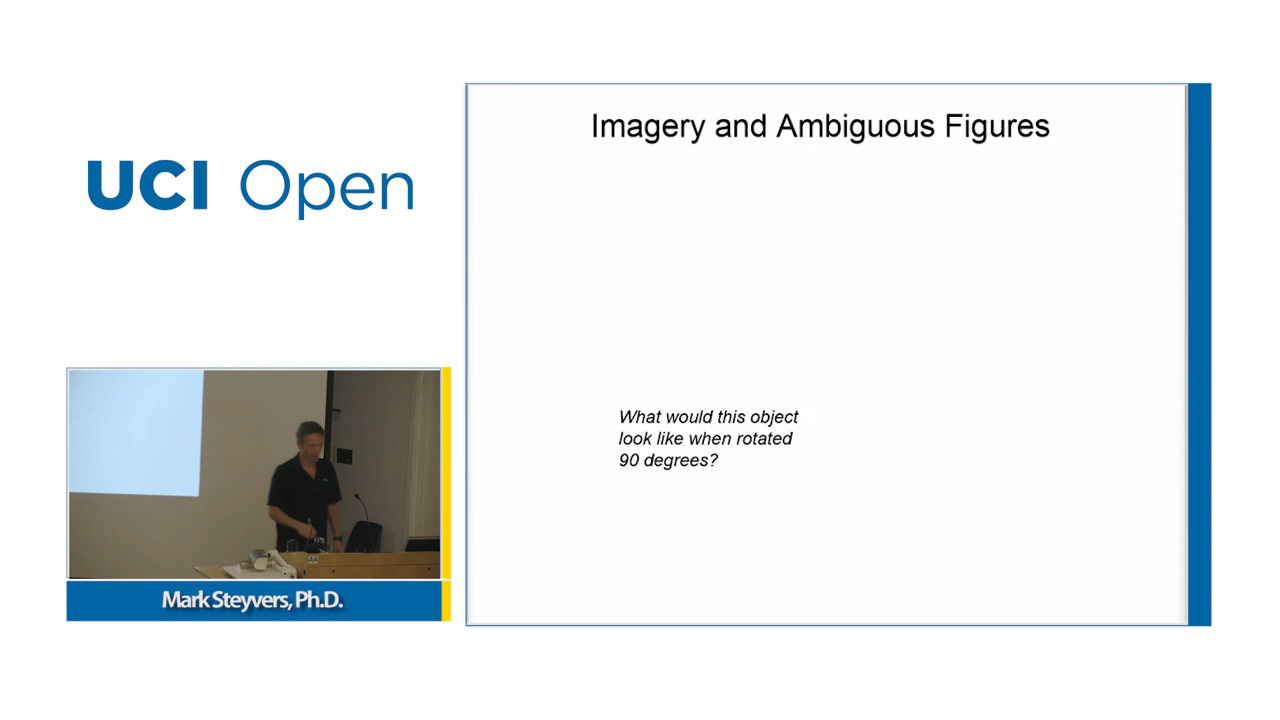 UCI Open
Mark Steyvers, Ph.D.
Imagery and Ambiguous Figures
What would this object
look like when rotated
90 degrees?